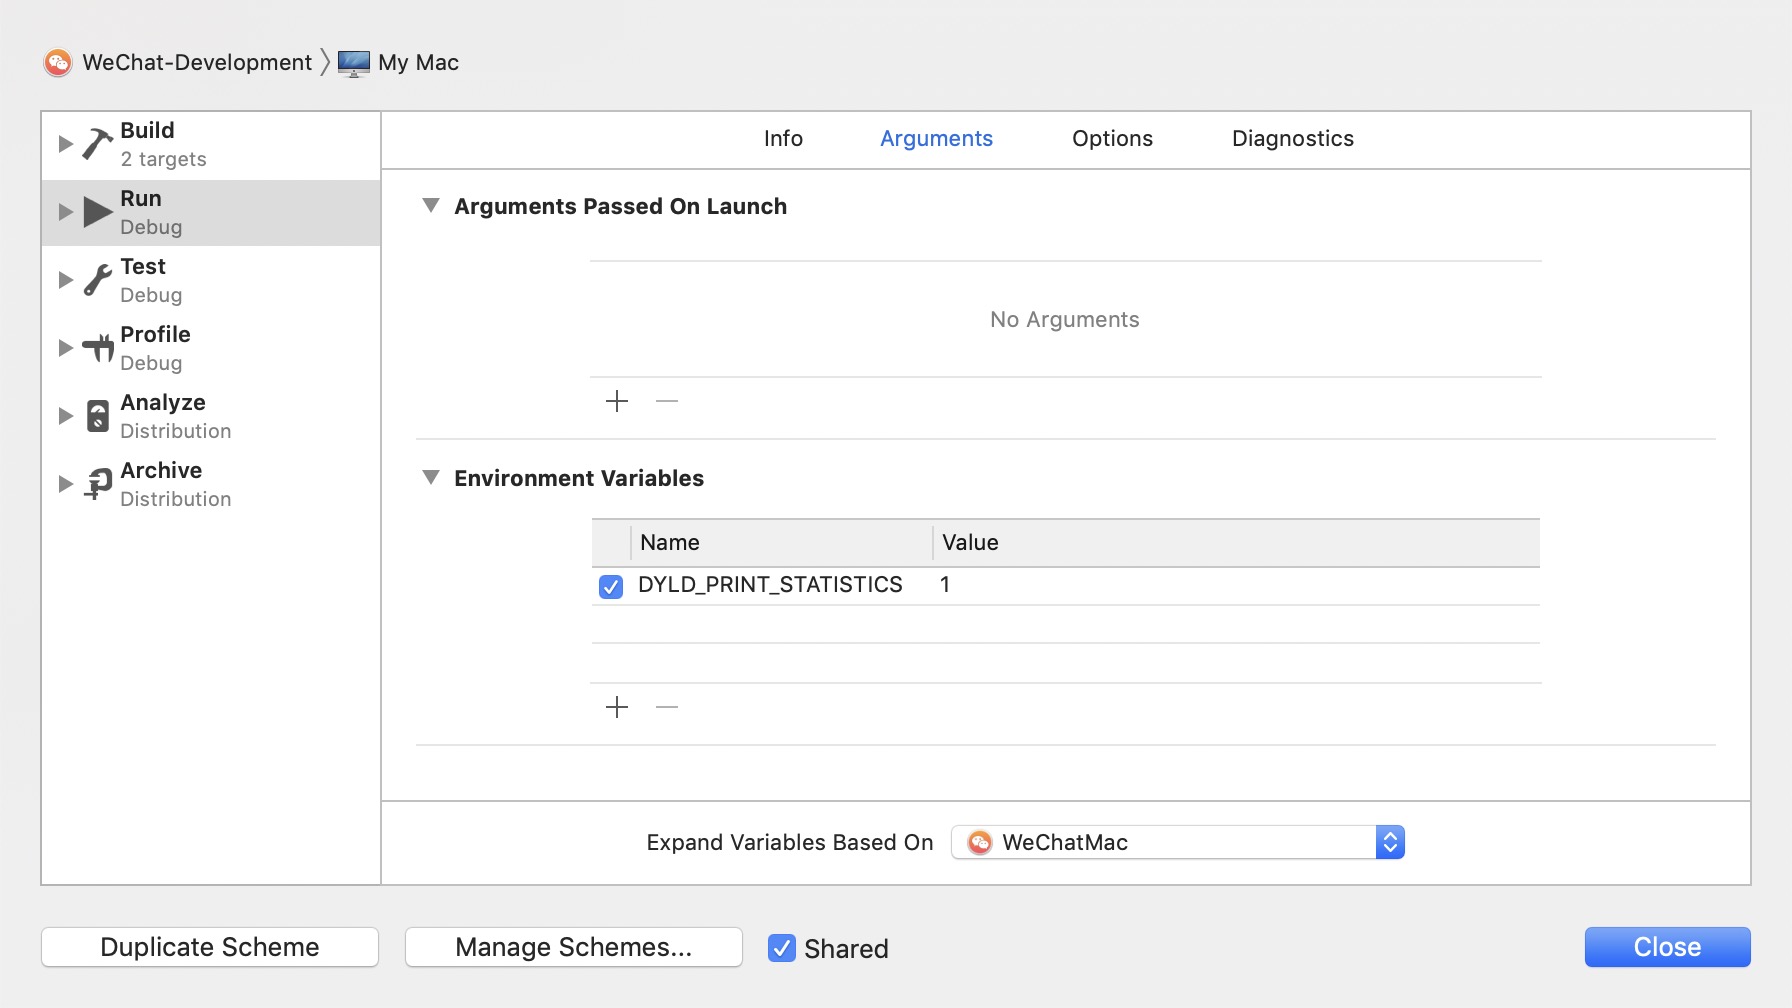 WeChat-Development
My Mac
Build
2 targets
Run
Debug
Test
Debug
Profile
Debug
Analyze
Distribution
Archive
Distribution
Info Arguments Options Diagnostics
Arguments Passed On Launch
No Arguments
Environment Variables
Name Value
DYLD_PRINT_STATISTICS 1
Expand Variables Based On WeChatMac
Duplicate Scheme Manage Schemes... Shared Close